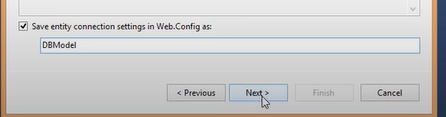 Save entity connection settings in Web.Config as:
DBModel
< Previous Next > Finish Cancel